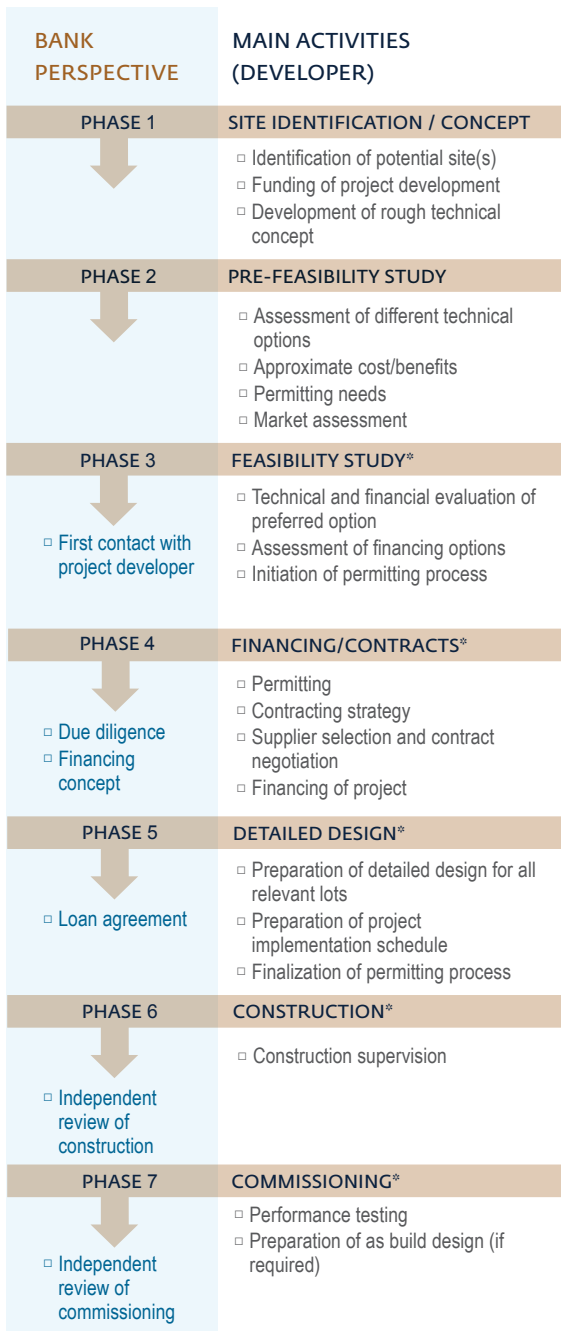 BANK
PERSPECTIVE
MAIN ACTIVITIES
(DEVELOPER)
PHASE 1
SITE IDENTIFICATION / CONCEPT
□ Identification of potential site(s)
□ Funding of project development
□ Development of rough technical
concept
PHASE 2
PRE-FEASIBILITY STUDY
□ Assessment of different technical
options
□ Approximate cost/benefits
□ Permitting needs
□ Market assessment
PHASE 3
FEASIBILITY STUDY*
□ First contact with
project developer
□ Technical and financial evaluation of
preferred option
□ Assessment of financing options
□ Initiation of permitting process
PHASE 4
FINANCING/CONTRACTS*
□ Due diligence
□ Financing
concept
□ Permitting
□ Contracting strategy
□ Supplier selection and contract
negotiation
□ Financing of project
PHASE 5
DETAILED DESIGN*
□ Loan agreement
□ Preparation of detailed design for all
relevant lots
□ Preparation of project
implementation schedule
□ Finalization of permitting process
PHASE 6
CONSTRUCTION*
□ Independent
review of
construction
□ Construction supervision
PHASE 7
COMMISSIONING*
□ Independent
review of
commissioning
□ Performance testing
□ Preparation of as build design (if
required)